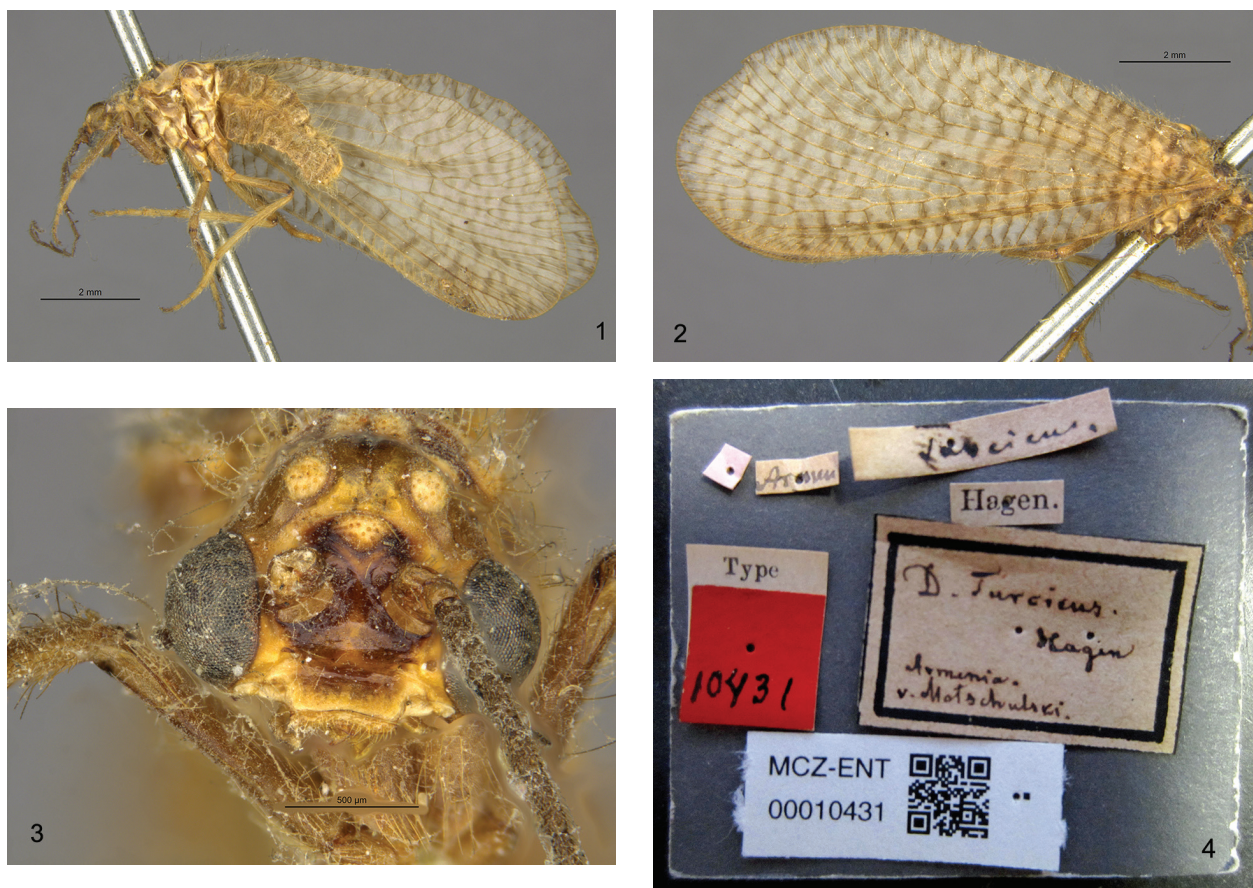 2 mm
1
2 mm
2
500 µm
3
turcicus.
Armen
Hagen.
Type
10431
D. Turcicus.
Hagen
Armenia.
v. Motschulski.
MCZ-ENT
00010431
4